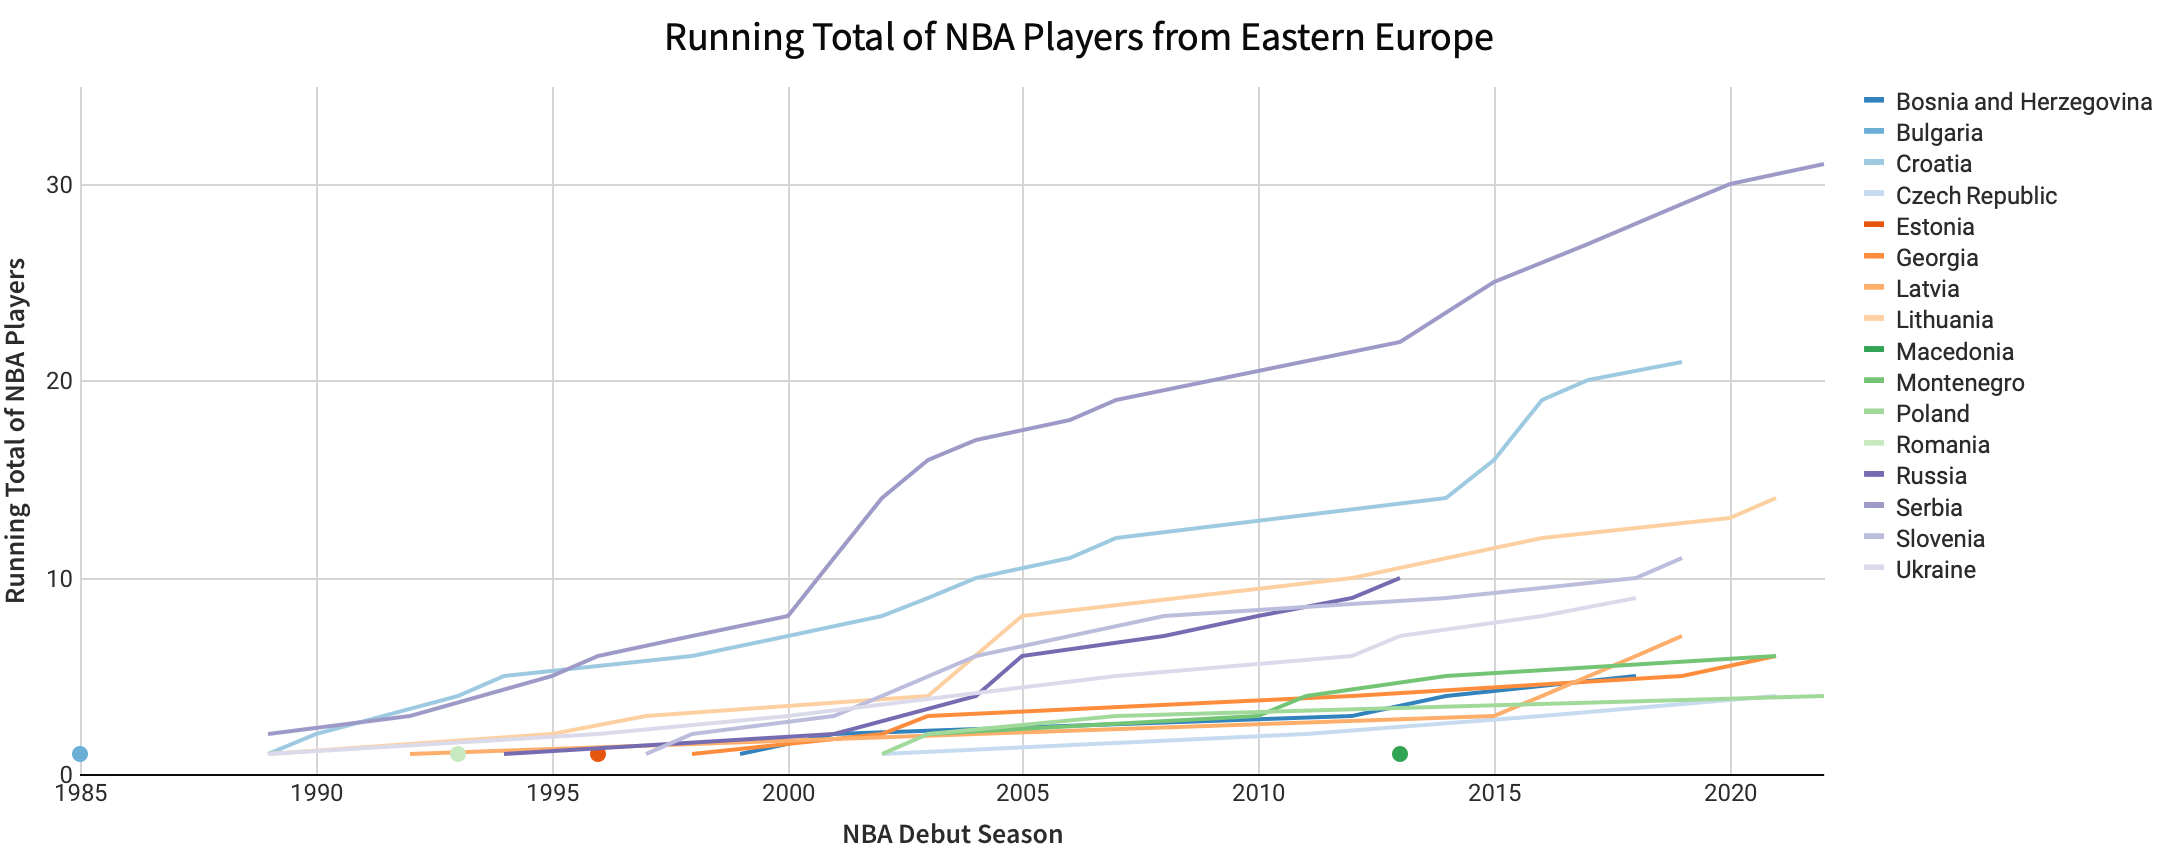 Running Total of NBA Players from Eastern Europe
Running Total of NBA Players
30
20
10
0
1985
1990
1995
2000
2005
2010
2015
2020
NBA Debut Season
Bosnia and Herzegovina
Bulgaria
Croatia
Czech Republic
Estonia
Georgia
Latvia
Lithuania
Macedonia
Montenegro
Poland
Romania
Russia
Serbia
Slovenia
Ukraine